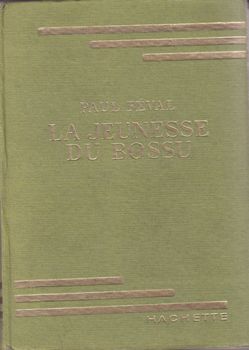 PAUL FÉVAL
LA JEUNESSE
DU BOSSU
HACHETTE